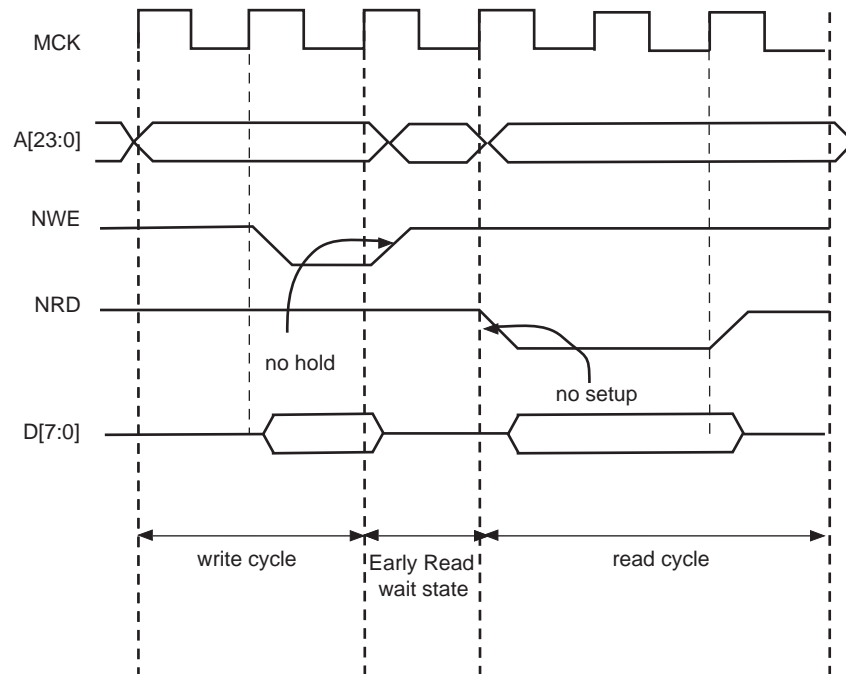 MCK
A[23:0]
NWE
NRD
no hold
no setup
D[7:0]
write cycle
Early Read
wait state
read cycle